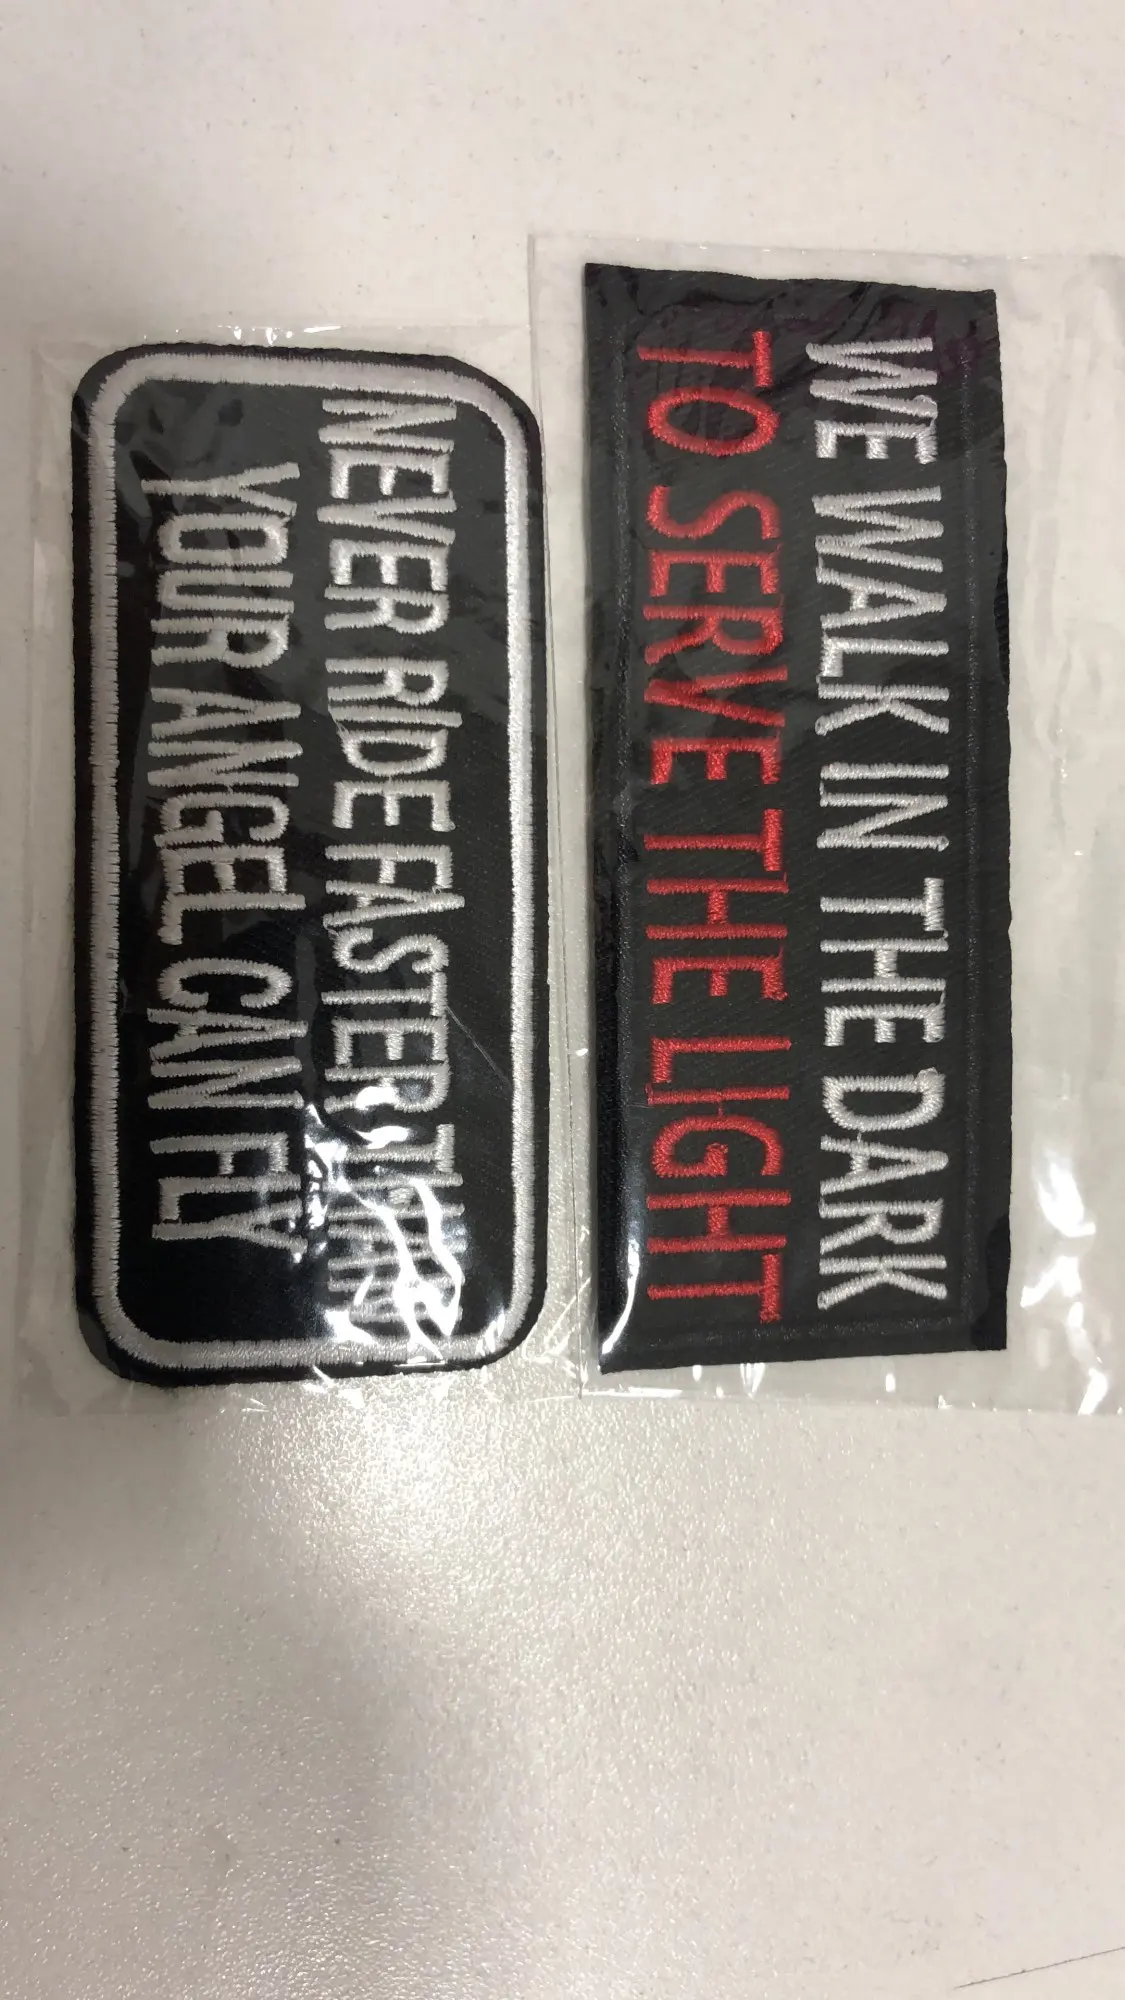 WE WALK IN THE DARK
TO SERVE THE LIGHT
NEVER RIDE FASTER THAN
YOUR ANGEL CAN FLY